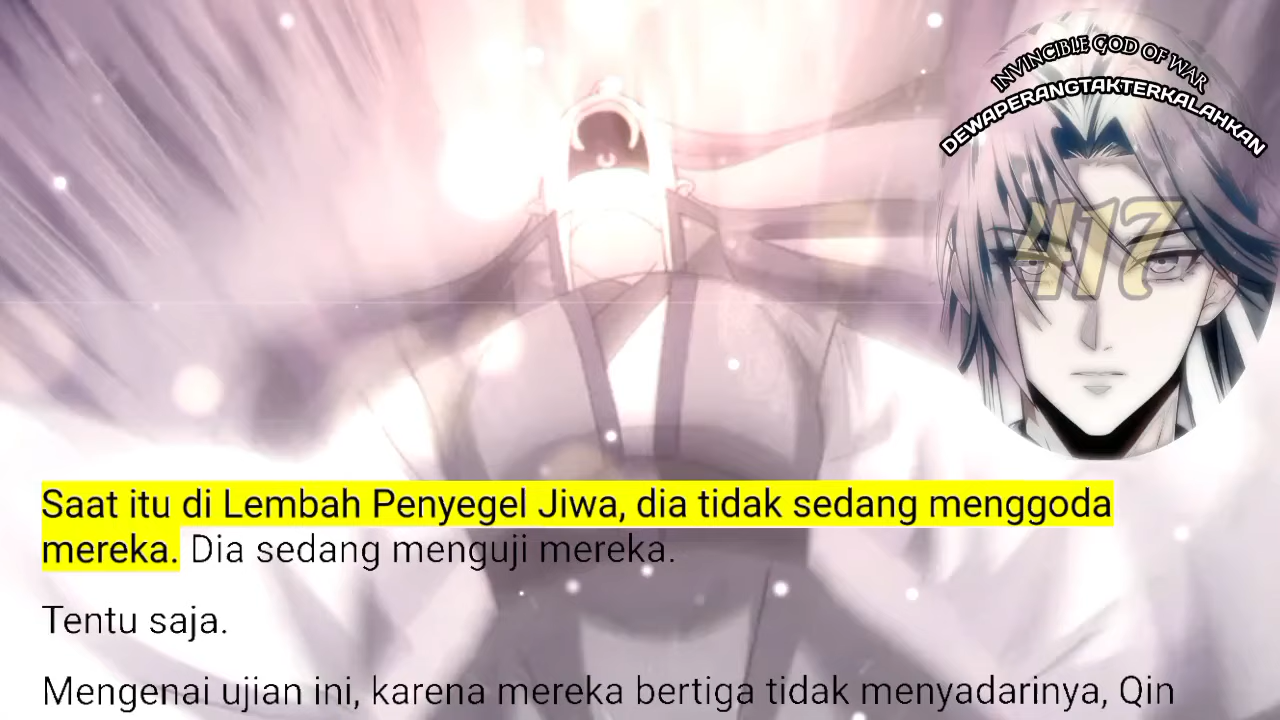 INVINCIBLE GOD OF WAR
DEWAPERANGTAKTERKALAHKAN
417
Saat itu di Lembah Penyegel Jiwa, dia tidak sedang menggoda
mereka. Dia sedang menguji mereka.
Tentu saja.
Mengenai ujian ini, karena mereka bertiga tidak menyadarinya, Qin